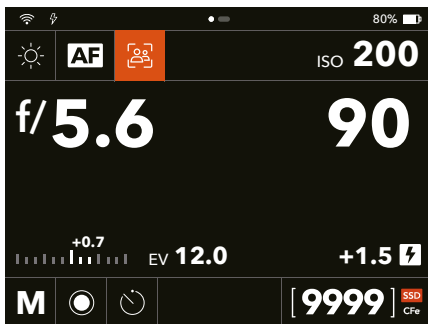 80%
AF ISO 200
f/5.6 90
+0.7
EV 12.0 +1.5
M [9999] SSD
CFe